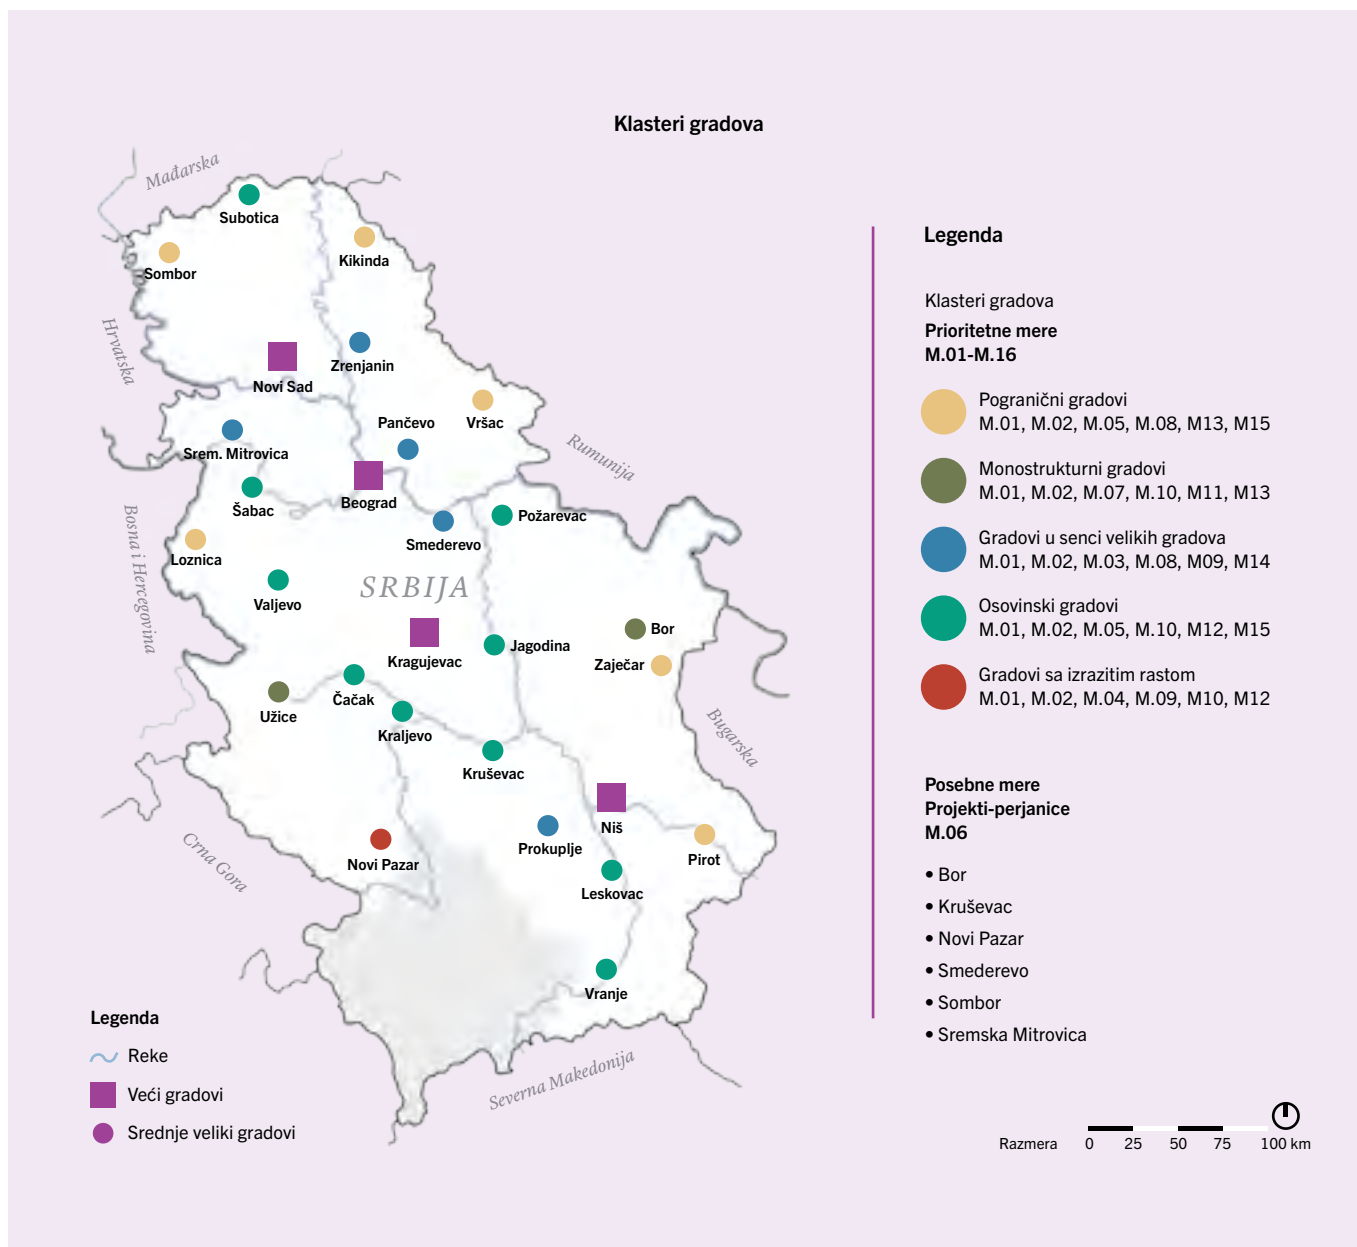 Klasteri gradova
Mađarska
Subotica
Kikinda
Sombor
Hrvatska
Zrenjanin
Novi Sad
Vršac
Pančevo
Srem. Mitrovica
Rumunija
Beograd
Šabac
Požarevac
Smederevo
Bosna i Hercegovina
Loznica
SRBIJA
Valjevo
Bor
Jagodina
Kragujevac
Zaječar
Čačak
Užice
Kraljevo
Bugarska
Kruševac
Niš
Prokuplje
Pirot
Novi Pazar
Crna Gora
Leskovac
Vranje
Severna Makedonija
Legenda
Reke
Veći gradovi
Srednje veliki gradovi
Legenda
Klasteri gradova
Prioritetne mere
M.01-M.16
Pogranični gradovi
M.01, M.02, M.05, M.08, M13, M15
Monostrukturni gradovi
M.01, M.02, M.07, M.10, M11, M13
Gradovi u senci velikih gradova
M.01, M.02, M.03, M.08, M09, M14
Osovinski gradovi
M.01, M.02, M.05, M.10, M12, M15
Gradovi sa izrazitim rastom
M.01, M.02, M.04, M.09, M10, M12
Posebne mere
Projekti-perjanice
M.06
• Bor
• Kruševac
• Novi Pazar
• Smederevo
• Sombor
• Sremska Mitrovica
Razmera 0 25 50 75 100 km